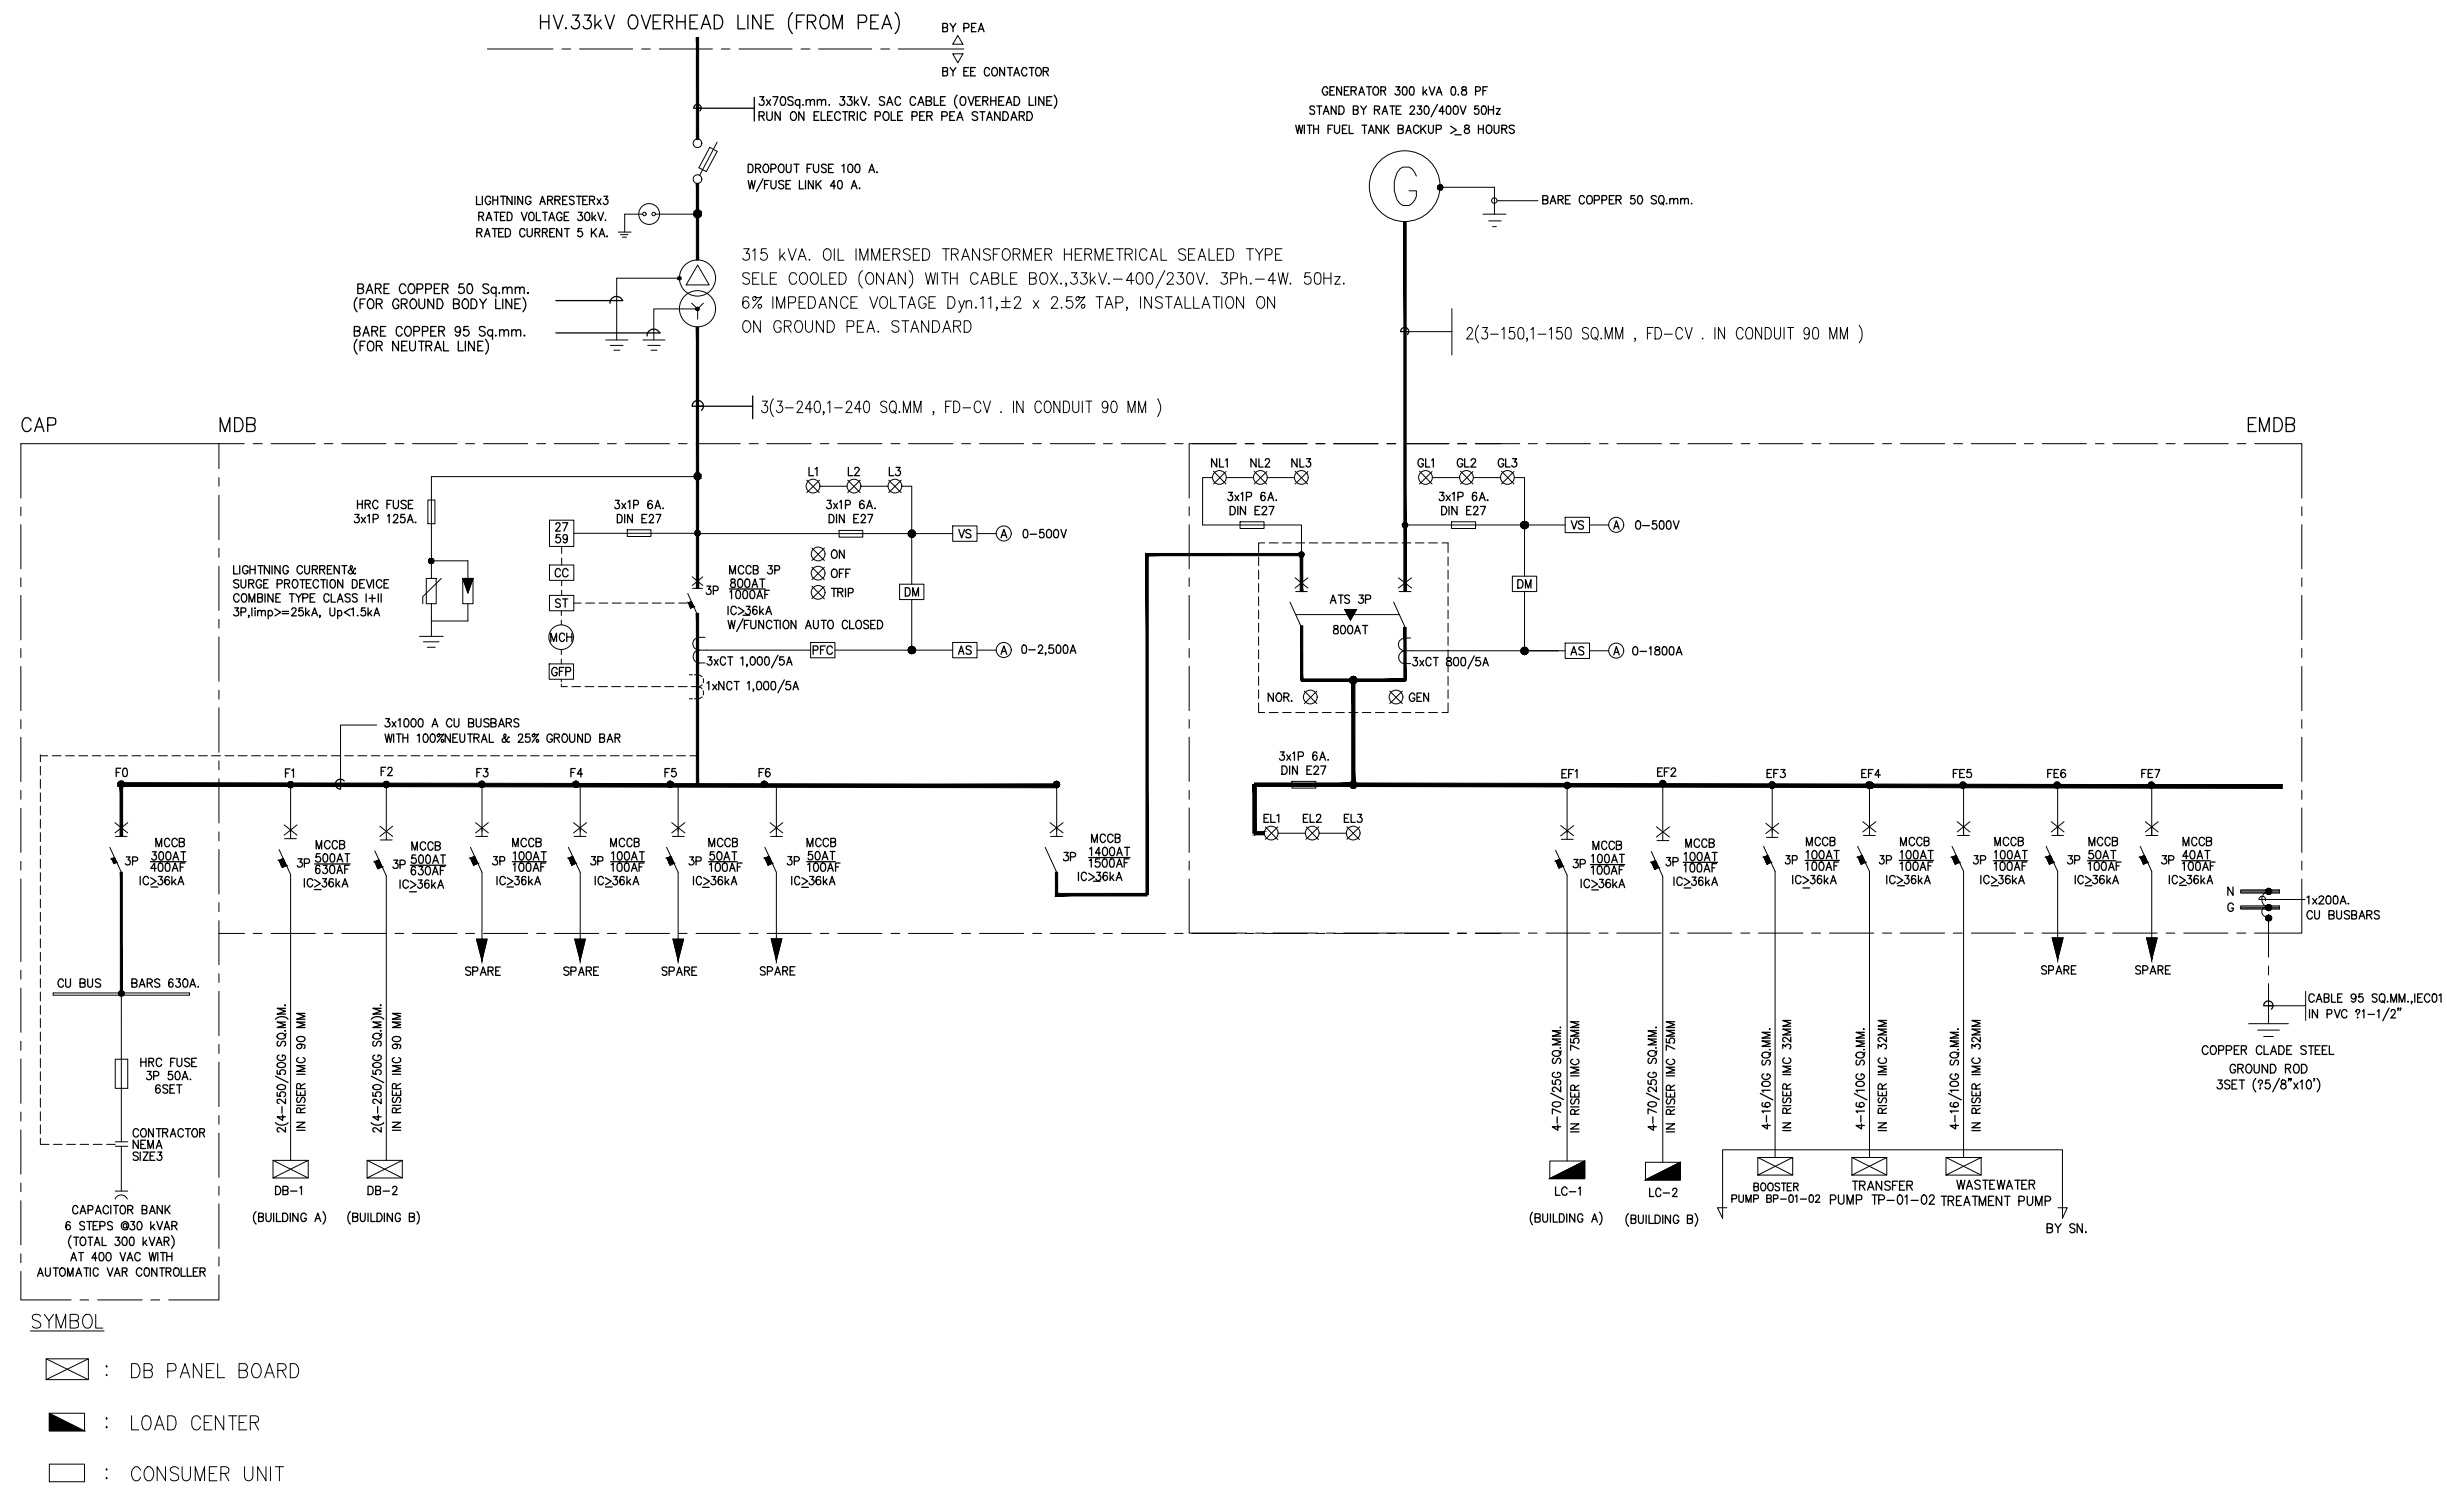 HV.33kV OVERHEAD LINE (FROM PEA)
BY PEA
BY EE CONTACTOR
3x70Sq.mm. 33kV. SAC CABLE (OVERHEAD LINE)
RUN ON ELECTRIC POLE PER PEA STANDARD
DROPOUT FUSE 100 A.
W/FUSE LINK 40 A.
LIGHTNING ARRESTERx3
RATED VOLTAGE 30kV.
RATED CURRENT 5 KA.
315 kVA. OIL IMMERSED TRANSFORMER HERMETRICAL SEALED TYPE
SELE COOLED (ONAN) WITH CABLE BOX.,33kV.-400/230V. 3Ph.-4W. 50Hz.
6% IMPEDANCE VOLTAGE Dyn.11,±2 x 2.5% TAP, INSTALLATION ON
ON GROUND PEA. STANDARD
BARE COPPER 50 Sq.mm.
(FOR GROUND BODY LINE)
BARE COPPER 95 Sq.mm.
(FOR NEUTRAL LINE)
3(3-240,1-240 SQ.MM , FD-CV . IN CONDUIT 90 MM )
GENERATOR 300 kVA 0.8 PF
STAND BY RATE 230/400V 50Hz
WITH FUEL TANK BACKUP >_8 HOURS
G
BARE COPPER 50 SQ.mm.
2(3-150,1-150 SQ.MM , FD-CV . IN CONDUIT 90 MM )
CAP
MDB
EMDB
HRC FUSE
3x1P 125A.
LIGHTNING CURRENT&
SURGE PROTECTION DEVICE
COMBINE TYPE CLASS I+II
3P,Iimp>=25kA, Up<1.5kA
27
59
CC
ST
MCH
GFP
3x1P 6A.
DIN E27
L1
L2
L3
3x1P 6A.
DIN E27
ON
OFF
TRIP
VS
A
0-500V
DM
3P
MCCB 3P
800AT
1000AF
IC>36kA
W/FUNCTION AUTO CLOSED
PFC
AS
A
0-2,500A
3xCT 1,000/5A
1xNCT 1,000/5A
NL1
NL2
NL3
3x1P 6A.
DIN E27
GL1
GL2
GL3
3x1P 6A.
DIN E27
VS
A
0-500V
DM
ATS 3P
800AT
AS
A
0-1800A
3xCT 800/5A
NOR.
GEN
3x1000 A CU BUSBARS
WITH 100%NEUTRAL & 25% GROUND BAR
F0
F1
F2
F3
F4
F5
F6
3x1P 6A.
DIN E27
EL1
EL2
EL3
EF1
EF2
EF3
EF4
FE5
FE6
FE7
3P
MCCB
300AT
400AF
IC>36kA
3P
MCCB
500AT
630AF
IC>36kA
3P
MCCB
500AT
630AF
IC>36kA
3P
MCCB
100AT
100AF
IC>36kA
3P
MCCB
100AT
100AF
IC>36kA
3P
MCCB
50AT
100AF
IC>36kA
3P
MCCB
50AT
100AF
IC>36kA
3P
MCCB
1400AT
1500AF
IC>36kA
3P
MCCB
100AT
100AF
IC>36kA
3P
MCCB
100AT
100AF
IC>36kA
3P
MCCB
100AT
100AF
IC>36kA
3P
MCCB
100AT
100AF
IC>36kA
3P
MCCB
100AT
100AF
IC>36kA
3P
MCCB
50AT
100AF
IC>36kA
3P
MCCB
40AT
100AF
IC>36kA
N
G
1x200A.
CU BUSBARS
SPARE
SPARE
SPARE
SPARE
SPARE
SPARE
CU BUS
BARS 630A.
HRC FUSE
3P 50A.
6SET
CONTRACTOR
NEMA
SIZE3
CAPACITOR BANK
6 STEPS @30 kVAR
(TOTAL 300 kVAR)
AT 400 VAC WITH
AUTOMATIC VAR CONTROLLER
2(4-250/50G SQ.M)M.
IN RISER IMC 90 MM
2(4-250/50G SQ.M)M.
IN RISER IMC 90 MM
DB-1
(BUILDING A)
DB-2
(BUILDING B)
4-70/25G SQ.MM.
IN RISER IMC 75MM
4-70/25G SQ.MM.
IN RISER IMC 75MM
4-16/10G SQ.MM.
IN RISER IMC 32MM
4-16/10G SQ.MM.
IN RISER IMC 32MM
4-16/10G SQ.MM.
IN RISER IMC 32MM
LC-1
(BUILDING A)
LC-2
(BUILDING B)
BOOSTER
PUMP BP-01-02
TRANSFER
PUMP TP-01-02
WASTEWATER
TREATMENT PUMP
BY SN.
CABLE 95 SQ.MM.,IEC01
IN PVC ?1-1/2"
COPPER CLADE STEEL
GROUND ROD
3SET (?5/8"x10')
SYMBOL
: DB PANEL BOARD
: LOAD CENTER
: CONSUMER UNIT